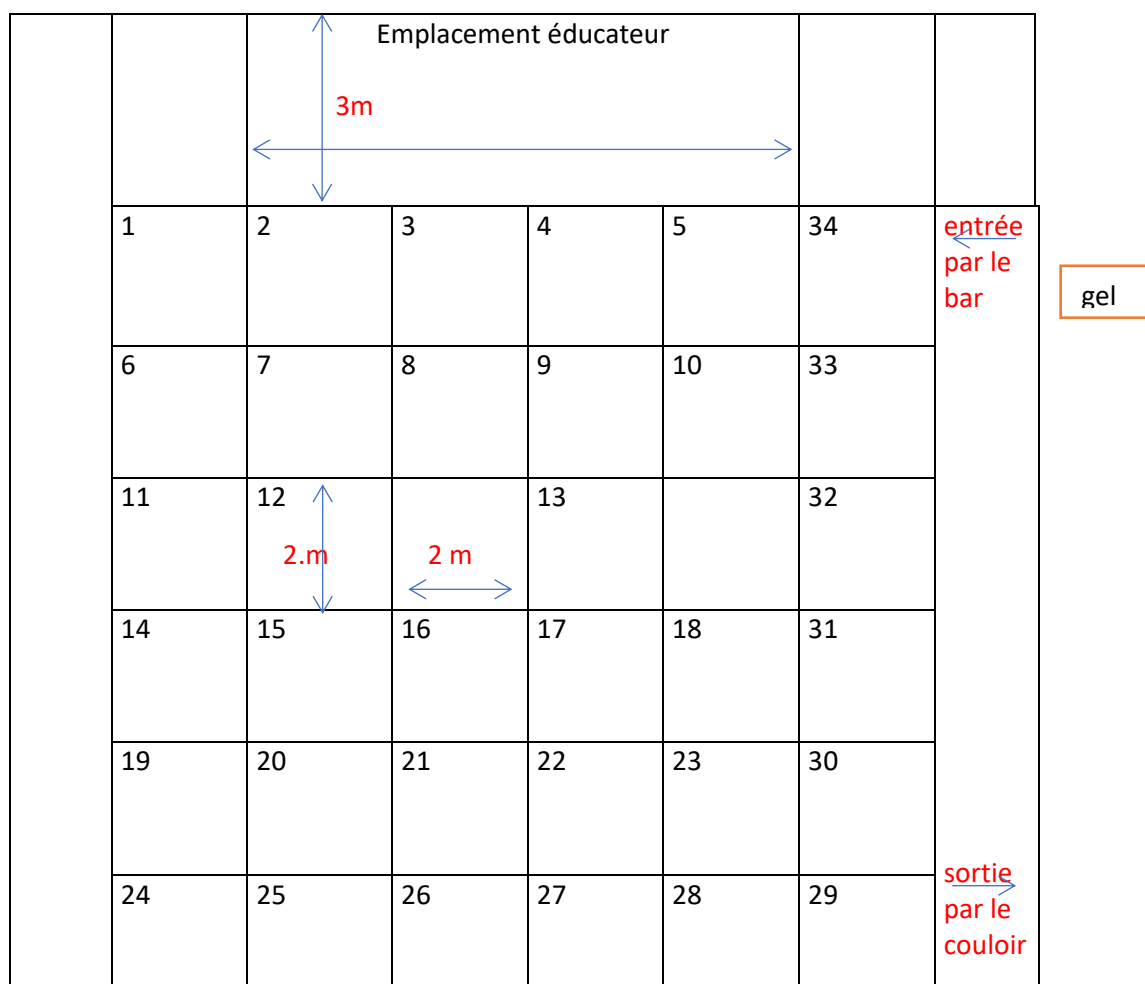 Emplacement éducateur
3m
1 2 3 4 5 34 entrée
par le
bar
gel
6 7 8 9 10 33
11 12 13 32
2.m 2 m
14 15 16 17 18 31
19 20 21 22 23 30
sortie
24 25 26 27 28 29 par le
couloir